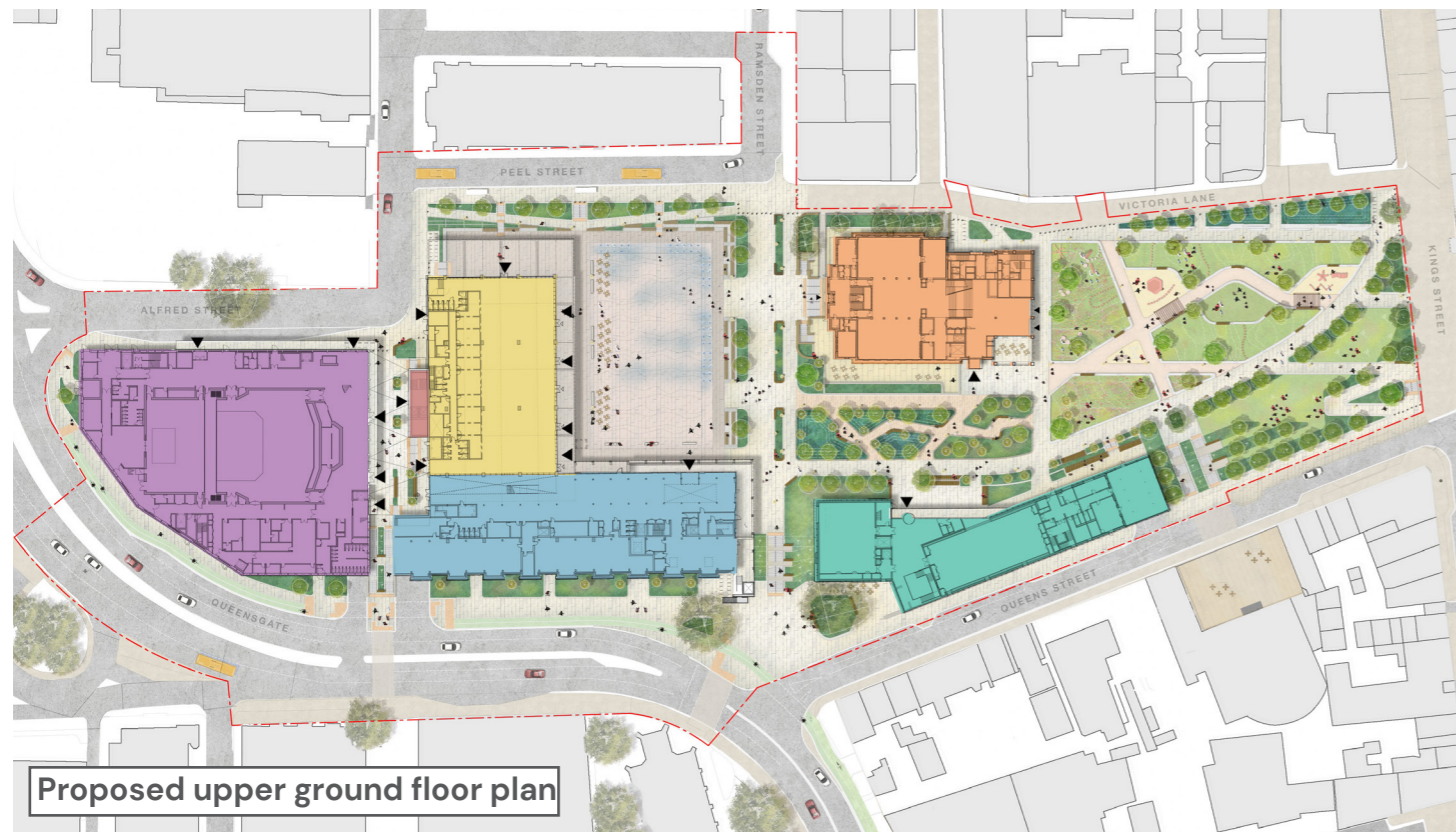 RAMSDEN STREET
PEEL STREET
VICTORIA LANE
KINGS STREET
ALFRED STREET
QUEENSGATE
QUEENS STREET
Proposed upper ground floor plan